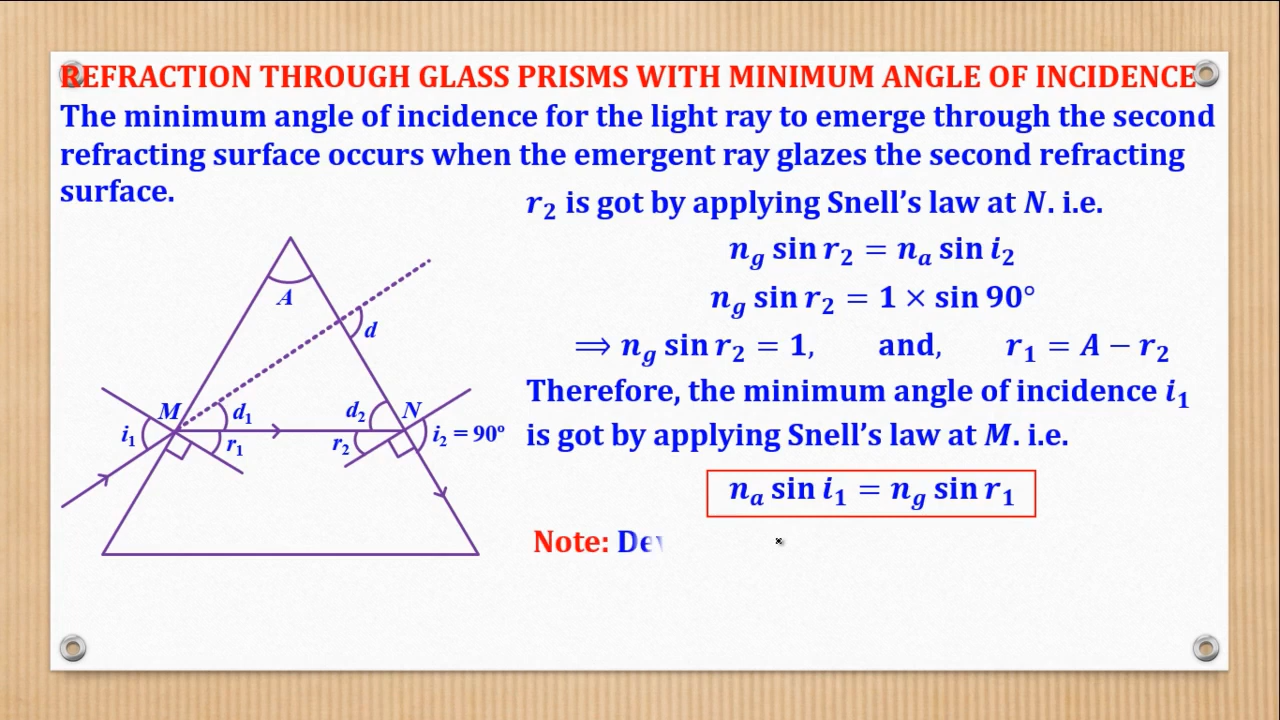 REFRACTION THROUGH GLASS PRISMS WITH MINIMUM ANGLE OF INCIDENCE
The minimum angle of incidence for the light ray to emerge through the second
refracting surface occurs when the emergent ray glazes the second refracting
surface.
r₂ is got by applying Snell's law at N. i.e.
n_g sin r₂ = n_a sin i₂
n_g sin r₂ = 1 × sin 90°
⟹ n_g sin r₂ = 1, and, r₁ = A − r₂
Therefore, the minimum angle of incidence i₁
is got by applying Snell's law at M. i.e.
n_a sin i₁ = n_g sin r₁
Note: De
A
d
M d₁ d₂ N
i₁ r₁ r₂ i₂ = 90°